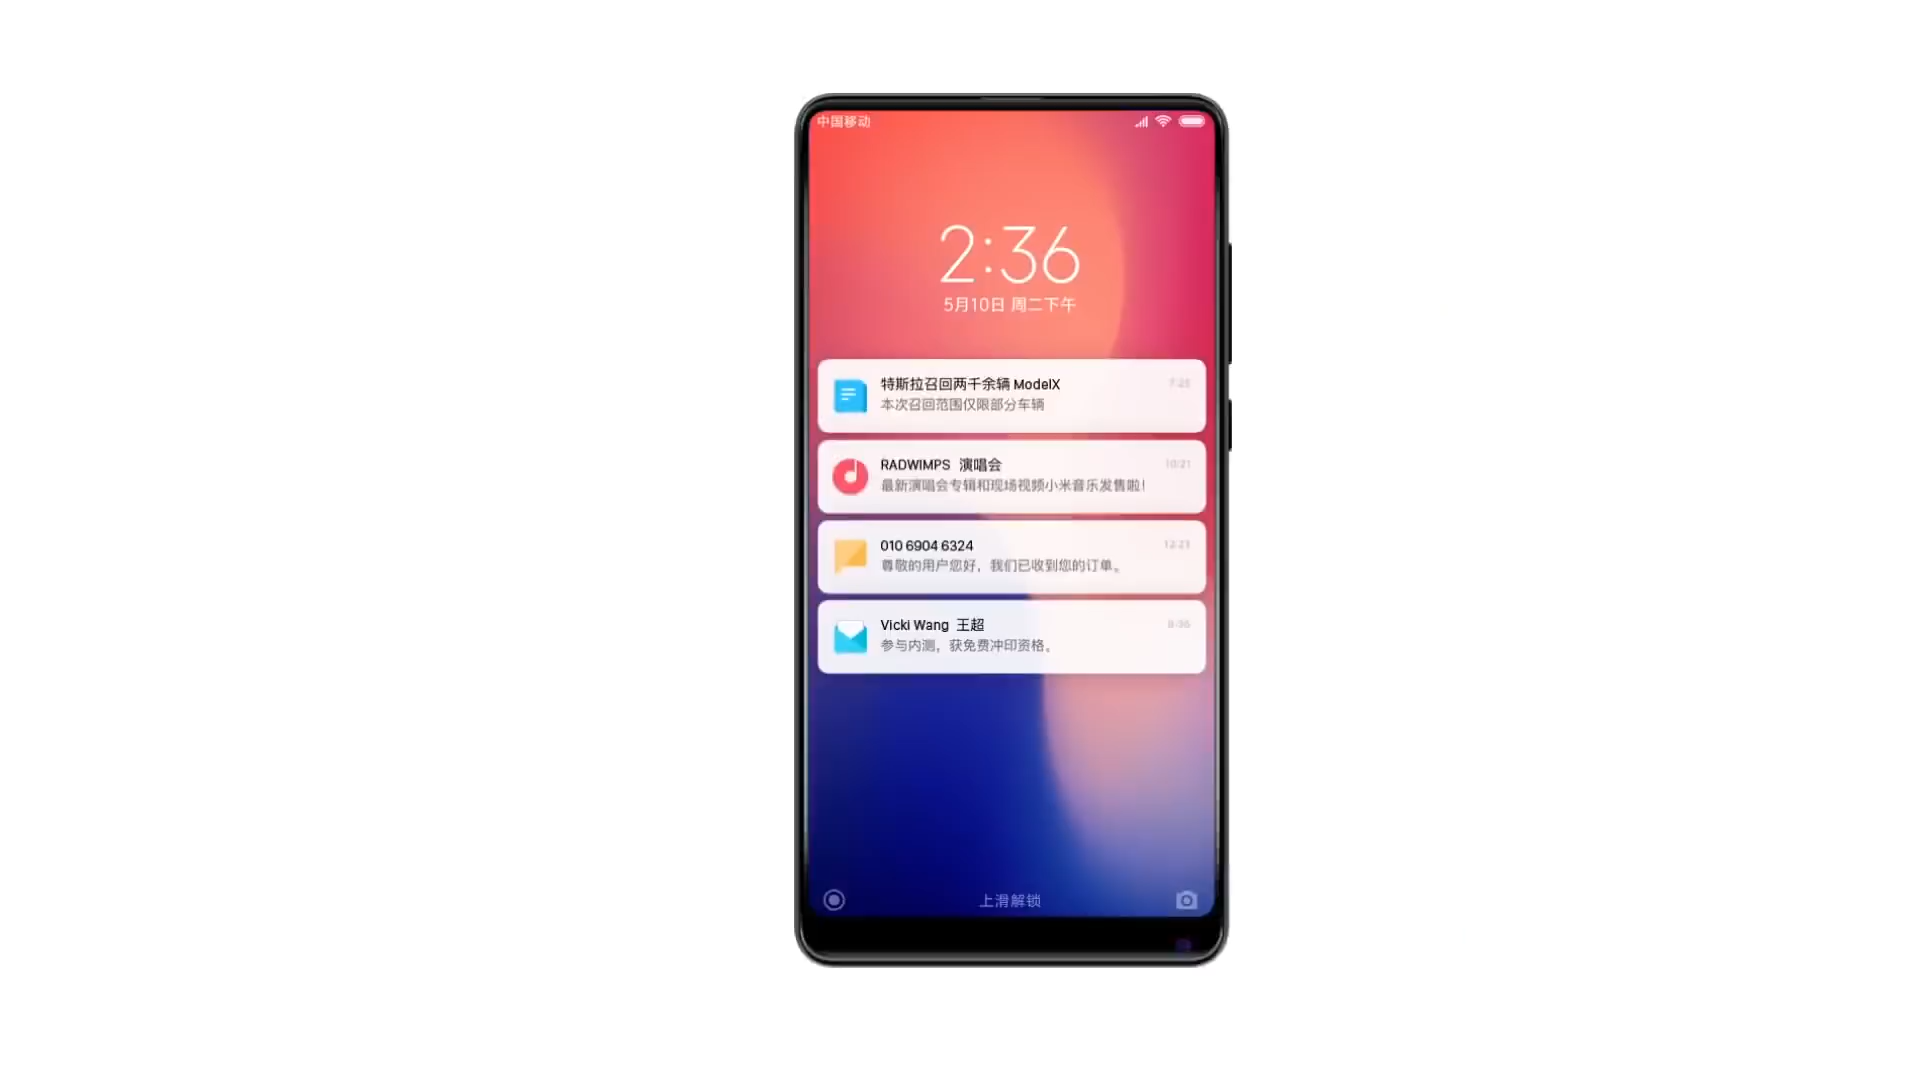 中国移动
2:36
5月10日 周二下午
特斯拉召回两千余辆 ModelX
7:25
本次召回范围仅限部分车辆
RADWIMPS 演唱会
10:21
最新演唱会专辑和现场视频小米音乐发售啦!
010 6904 6324
12:21
尊敬的用户您好，我们已收到您的订单。
Vicki Wang 王超
参与内测，获免费冲印资格。
上滑解锁